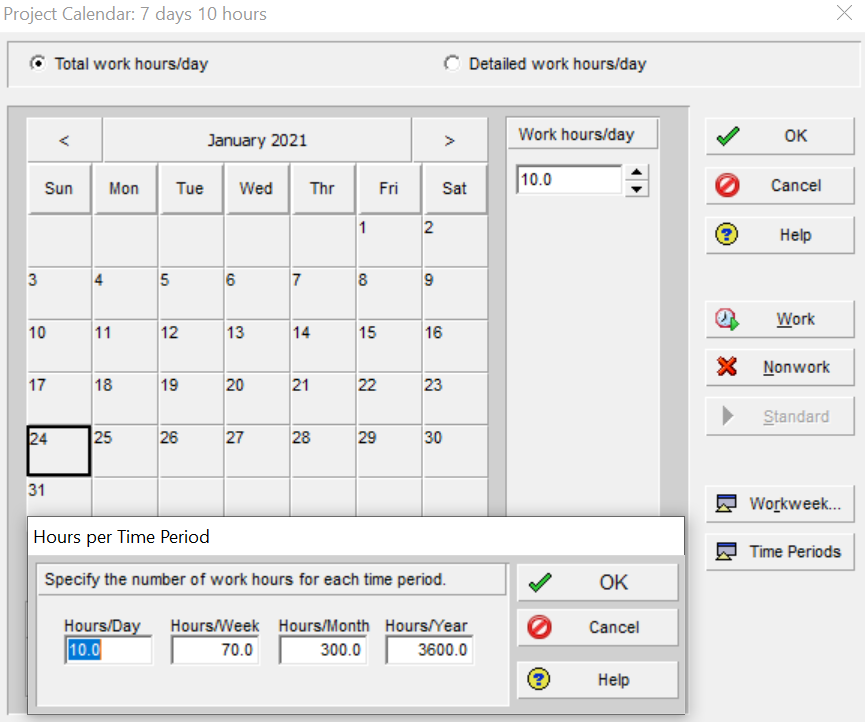 Project Calendar: 7 days 10 hours
Total work hours/day Detailed work hours/day
< January 2021 >
Sun Mon Tue Wed Thr Fri Sat
1 2
3 4 5 6 7 8 9
10 11 12 13 14 15 16
17 18 19 20 21 22 23
24 25 26 27 28 29 30
31
Work hours/day
10.0
OK
Cancel
? Help
Work
Nonwork
Standard
Workweek...
Time Periods
Hours per Time Period
Specify the number of work hours for each time period.
Hours/Day Hours/Week Hours/Month Hours/Year
10.0 70.0 300.0 3600.0
OK
Cancel
? Help